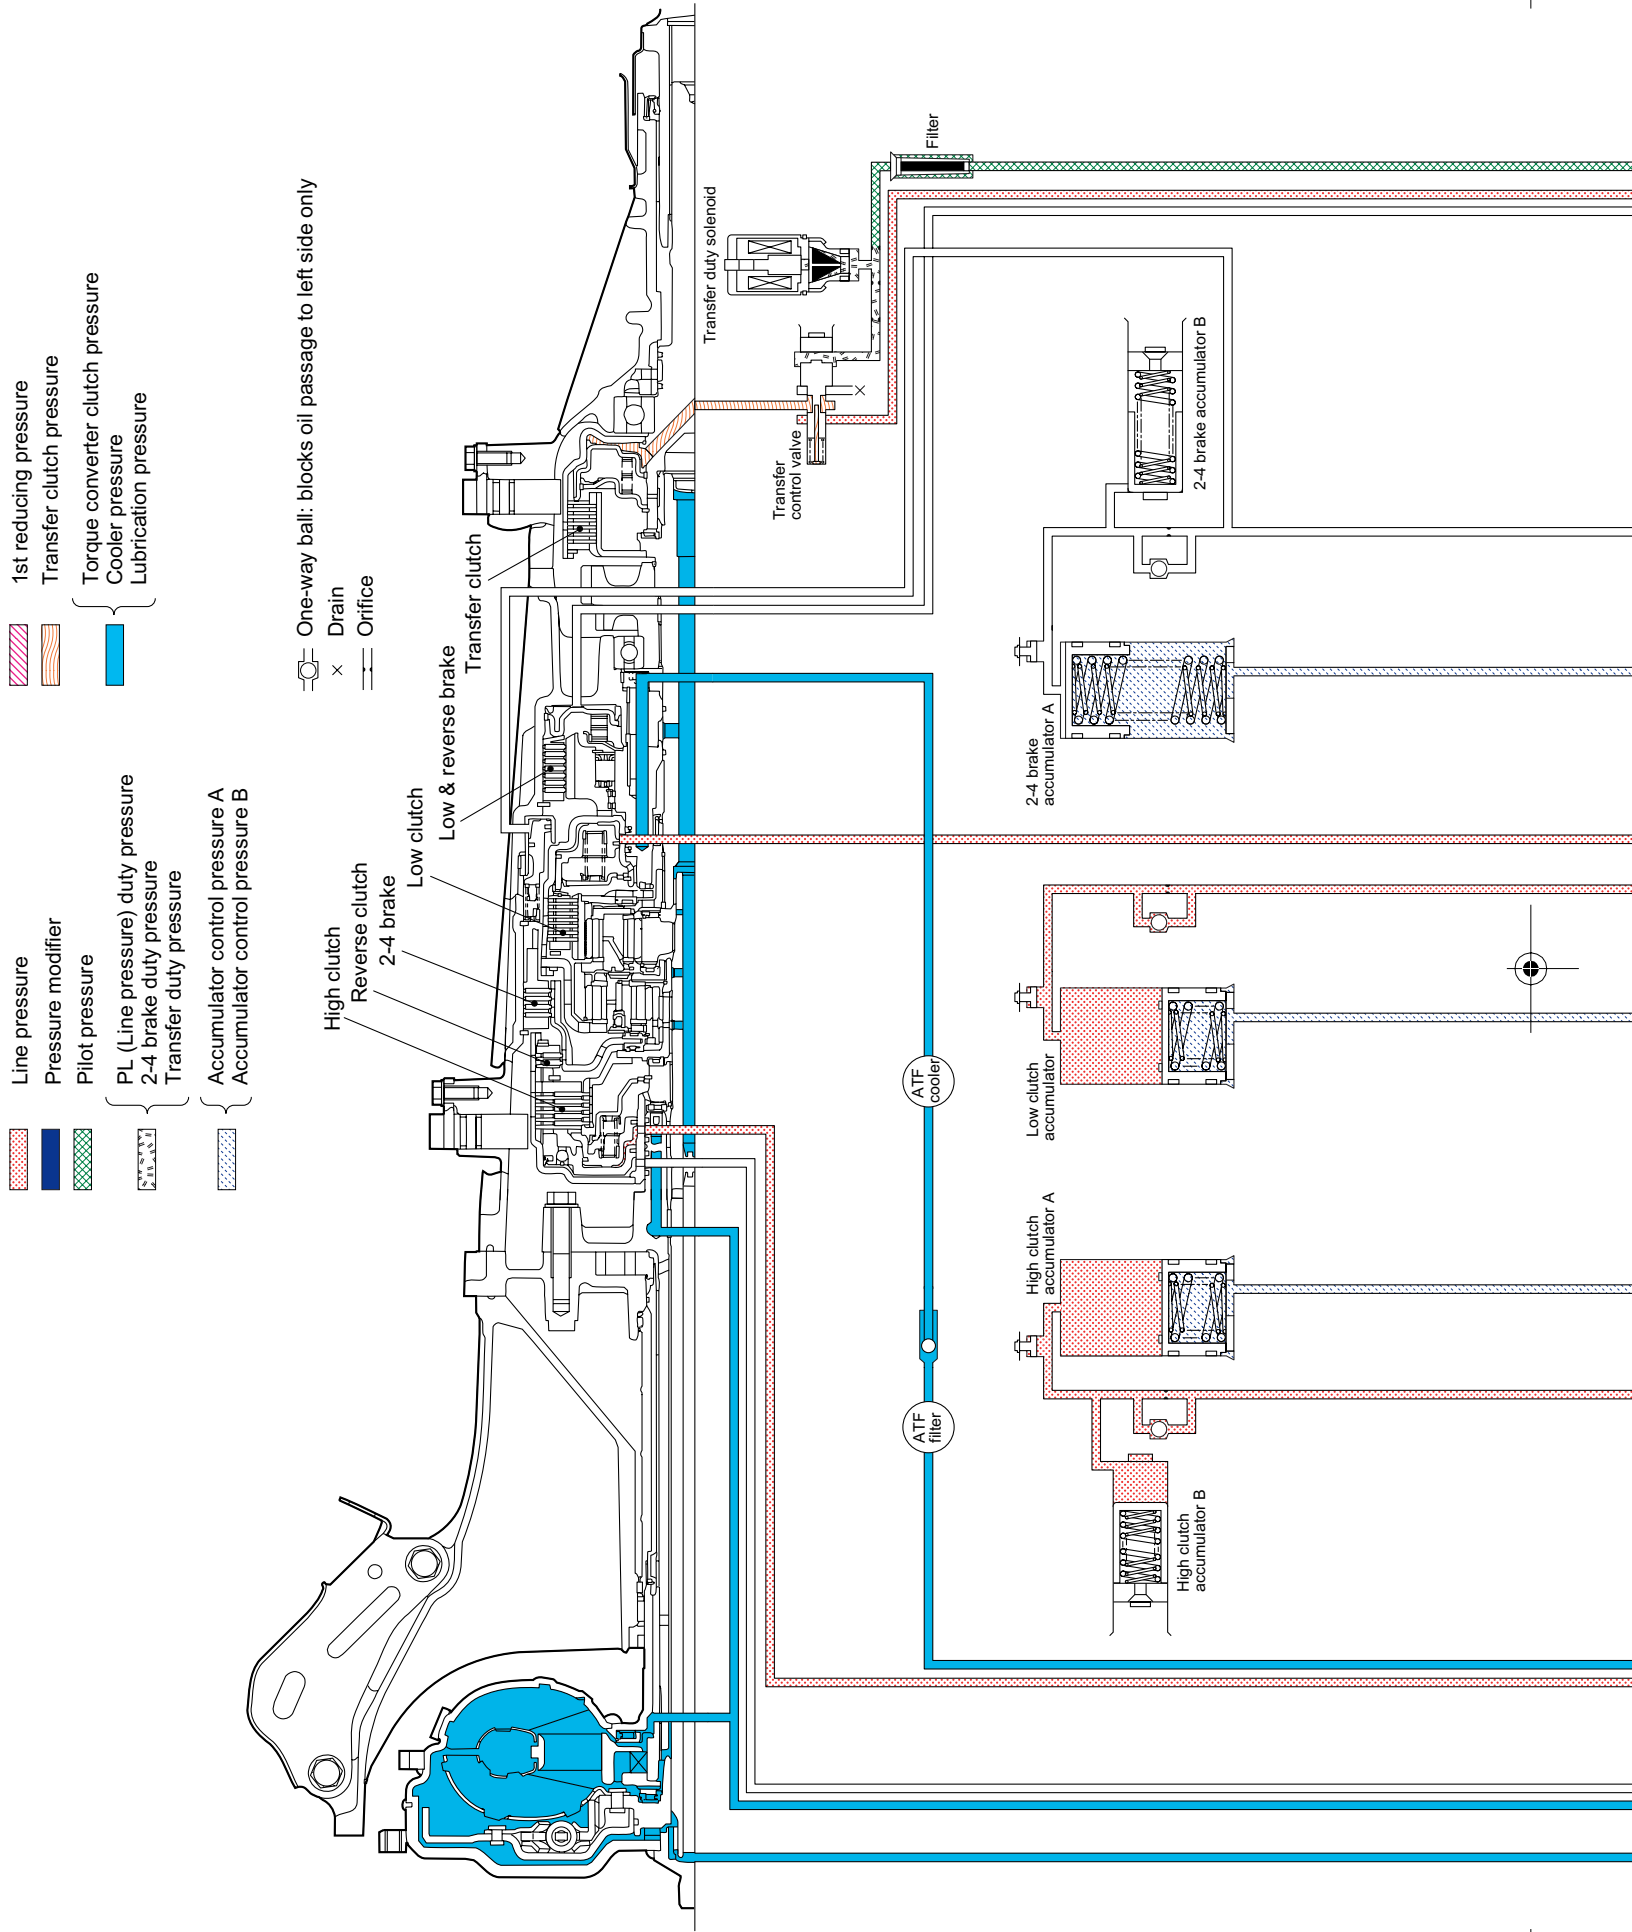 Line pressure
Pressure modifier
Pilot pressure
PL (Line pressure) duty pressure
2-4 brake duty pressure
Transfer duty pressure
Accumulator control pressure A
Accumulator control pressure B
1st reducing pressure
Transfer clutch pressure
Torque converter clutch pressure
Cooler pressure
Lubrication pressure
One-way ball: blocks oil passage to left side only
Drain
Orifice
High clutch
Reverse clutch
2-4 brake
Low clutch
Low & reverse brake
Transfer clutch
Transfer duty solenoid
Transfer
control valve
Filter
ATF
filter
ATF
cooler
High clutch
accumulator B
High clutch
accumulator A
Low clutch
accumulator
2-4 brake
accumulator A
2-4 brake accumulator B